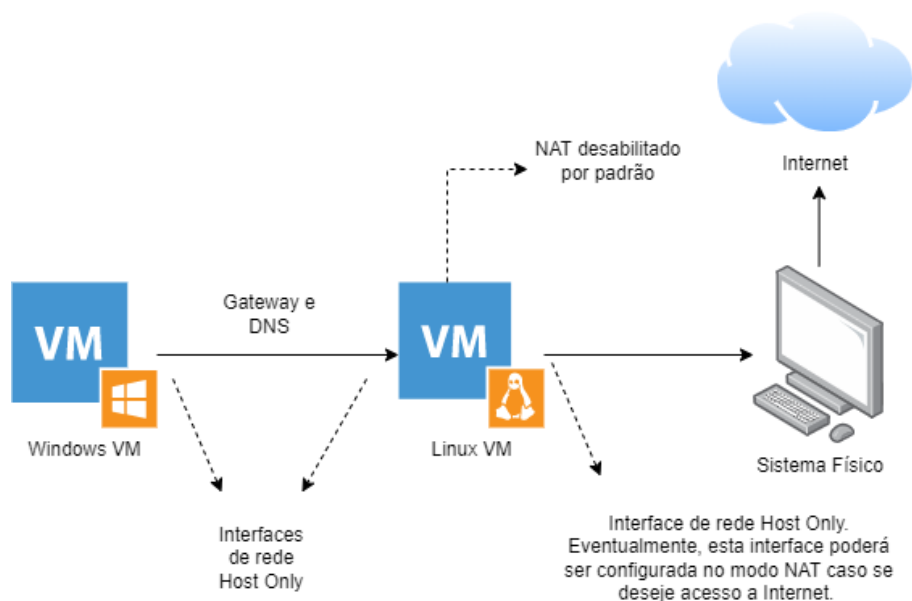 NAT desabilitado
por padrão
Internet
Gateway e
DNS
VM
VM
Windows VM
Linux VM
Sistema Físico
Interfaces
de rede
Host Only
Interface de rede Host Only.
Eventualmente, esta interface poderá
ser configurada no modo NAT caso se
deseje acesso a Internet.